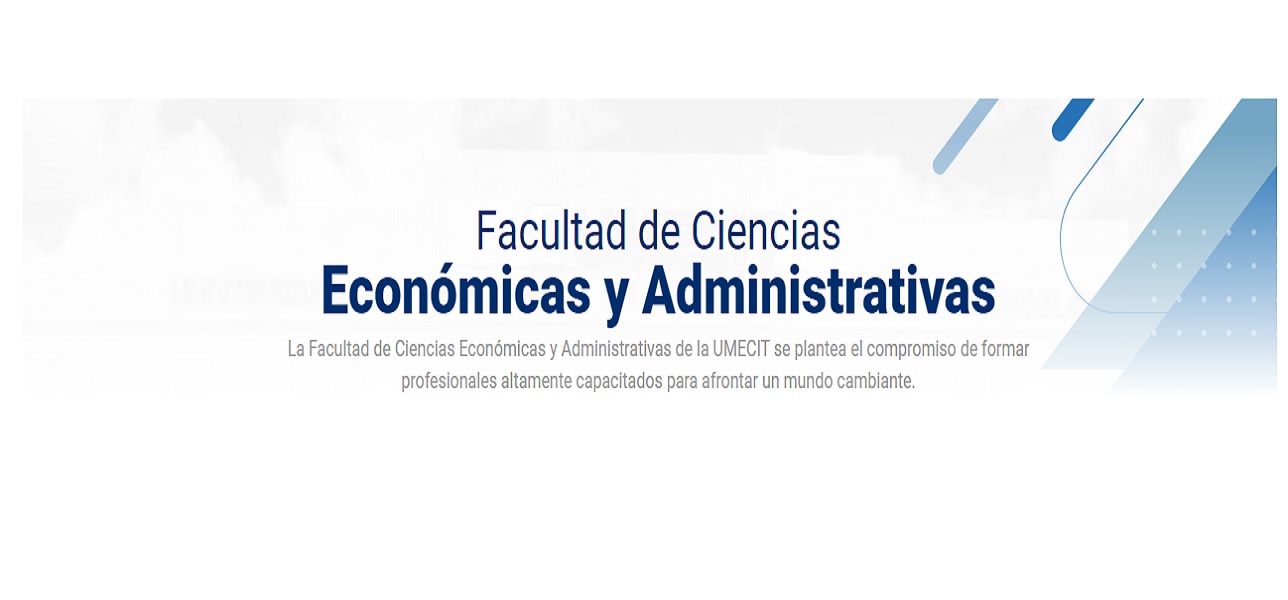 Facultad de Ciencias
Económicas y Administrativas
La Facultad de Ciencias Económicas y Administrativas de la UMECIT se plantea el compromiso de formar
profesionales altamente capacitados para afrontar un mundo cambiante.